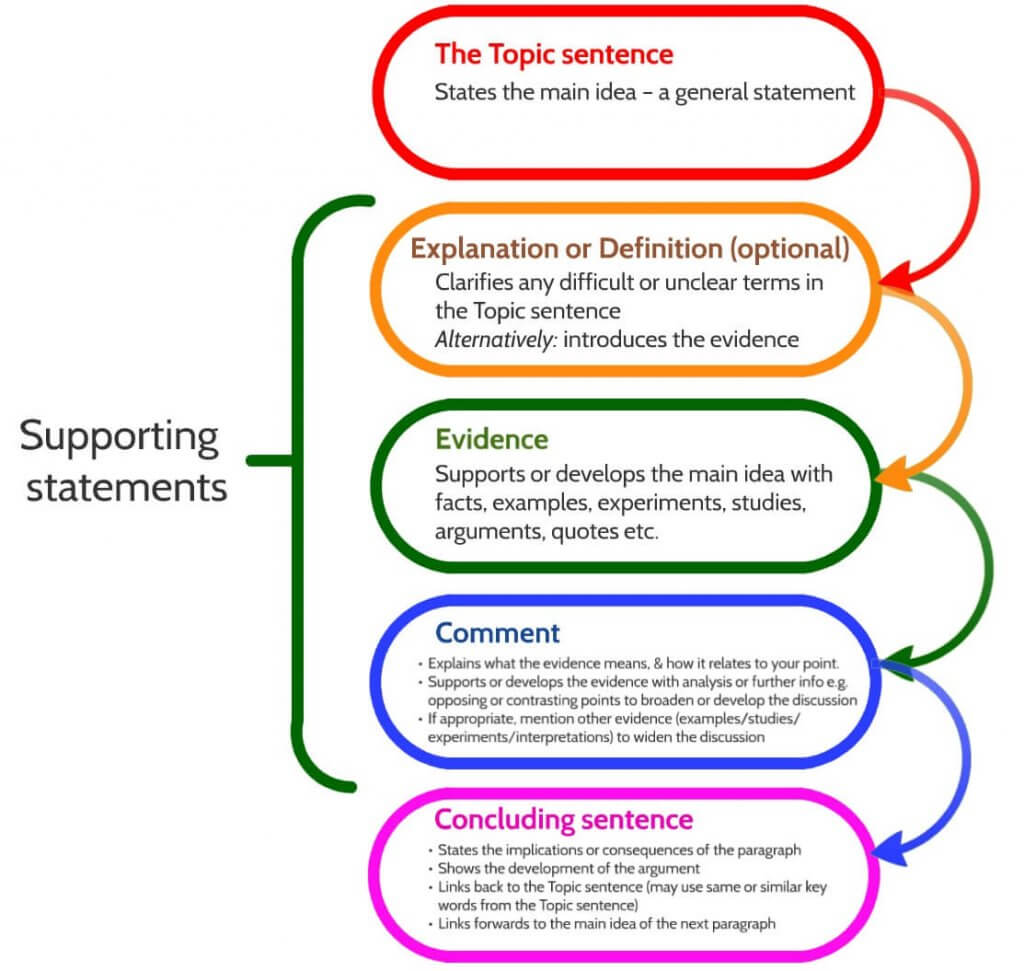 The Topic sentence
States the main idea – a general statement
Explanation or Definition (optional)
Clarifies any difficult or unclear terms in
the Topic sentence
Alternatively: introduces the evidence
Supporting
statements
Evidence
Supports or develops the main idea with
facts, examples, experiments, studies,
arguments, quotes etc.
Comment
• Explains what the evidence means, & how it relates to your point.
• Supports or develops the evidence with analysis or further info e.g.
opposing or contrasting points to broaden or develop the discussion
• If appropriate, mention other evidence (examples/studies/
experiments/interpretations) to widen the discussion
Concluding sentence
• States the implications or consequences of the paragraph
• Shows the development of the argument
• Links back to the Topic sentence (may use same or similar key
words from the Topic sentence)
• Links forwards to the main idea of the next paragraph